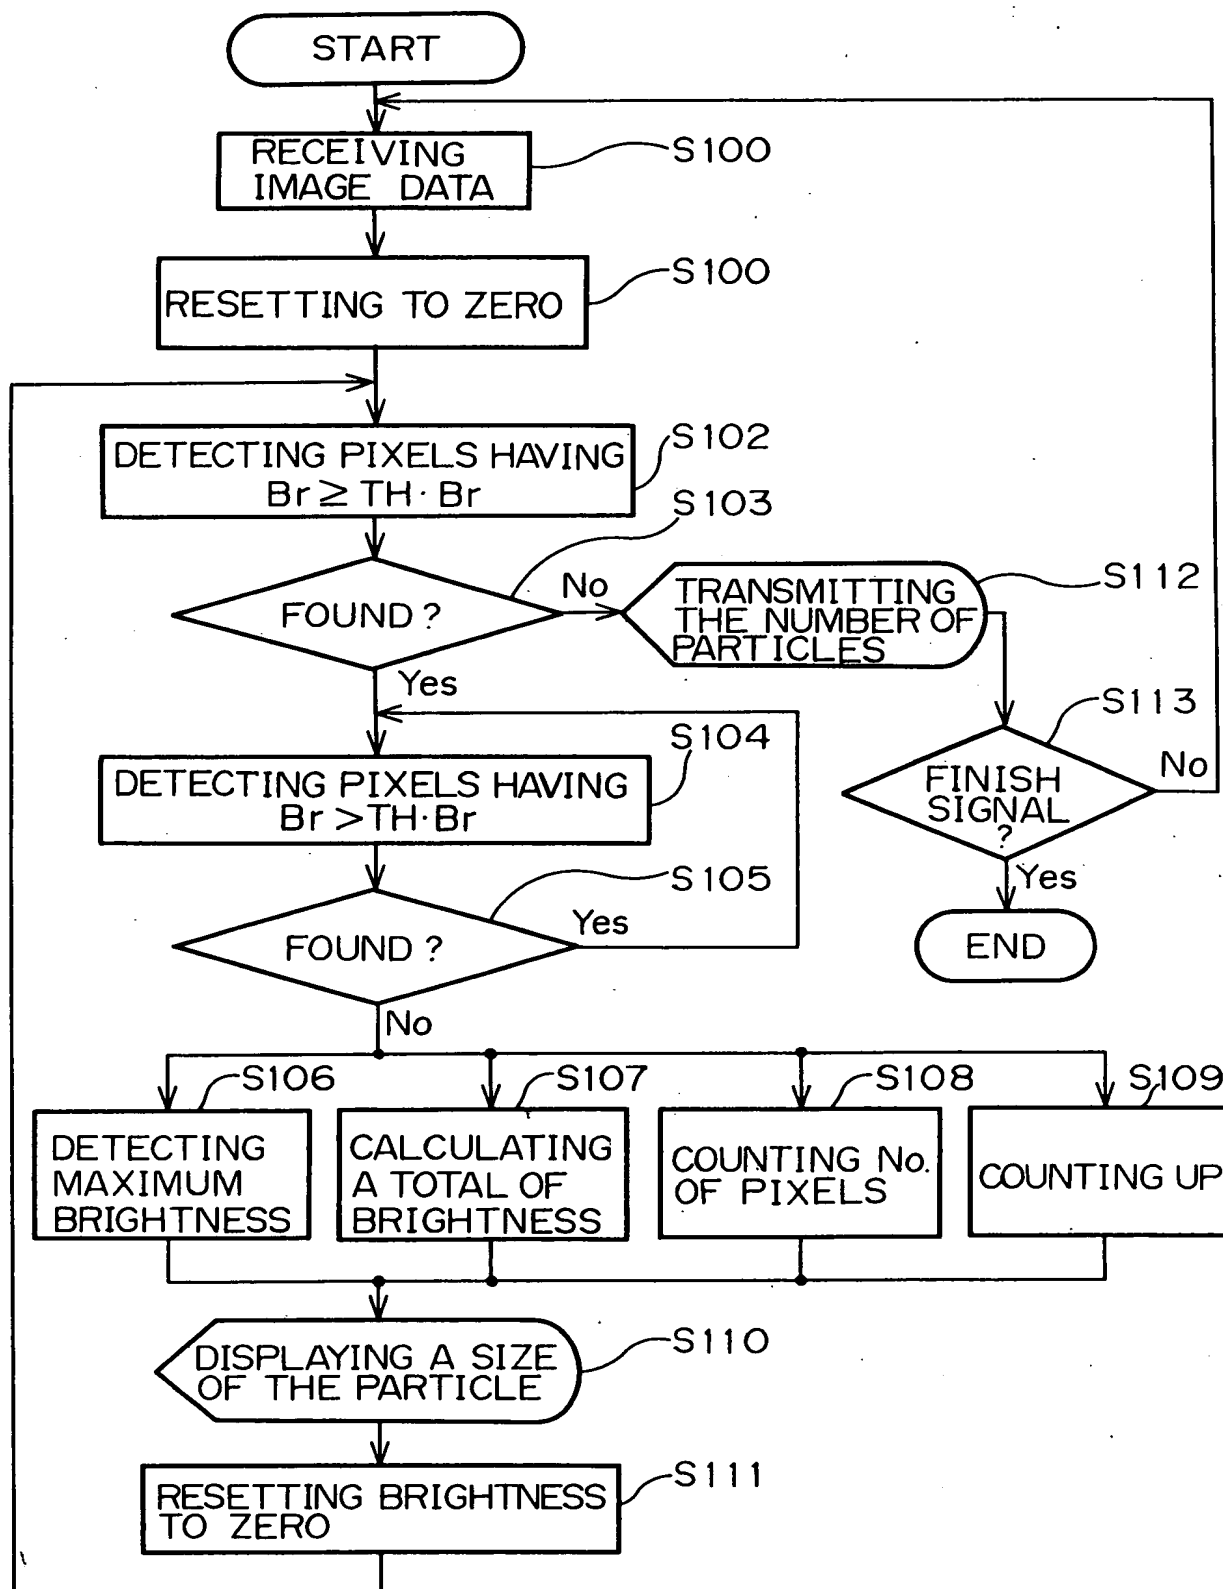 START
RECEIVING
IMAGE DATA
S100
RESETTING TO ZERO
S100
DETECTING PIXELS HAVING
Br ≥ TH·Br
S102
FOUND ?
S103
No
Yes
TRANSMITTING
THE NUMBER OF
PARTICLES
S112
FINISH
SIGNAL
?
S113
No
Yes
END
DETECTING PIXELS HAVING
Br > TH·Br
S104
FOUND ?
S105
Yes
No
S106
DETECTING
MAXIMUM
BRIGHTNESS
S107
CALCULATING
A TOTAL OF
BRIGHTNESS
S108
COUNTING No.
OF PIXELS
S109
COUNTING UP
DISPLAYING A SIZE
OF THE PARTICLE
S110
RESETTING BRIGHTNESS
TO ZERO
S111